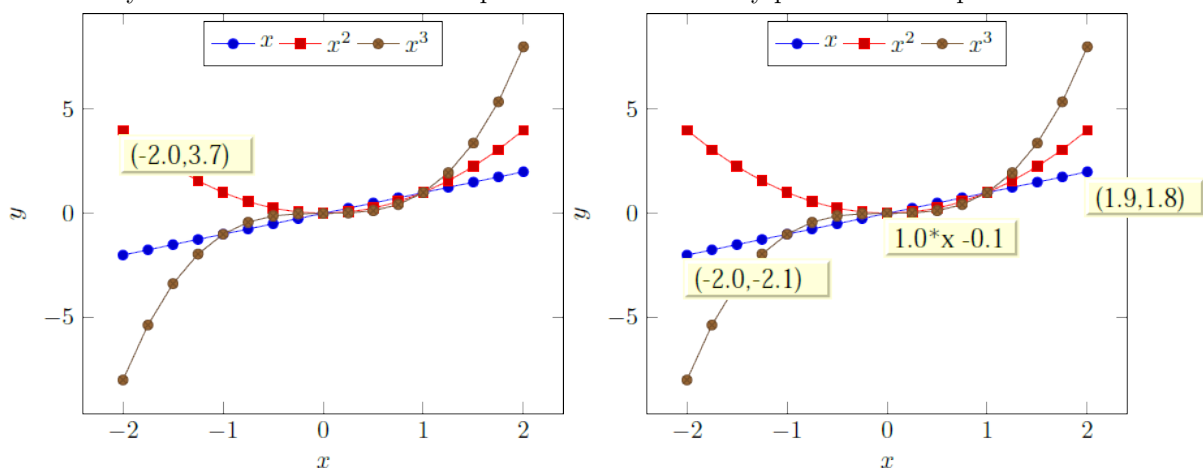 x x² x³
5
(-2.0,3.7)
y
0
−5
−2 −1 0 1 2
x
x x² x³
5
(1.9,1.8)
y
0
1.0*x -0.1
(-2.0,-2.1)
−5
−2 −1 0 1 2
x